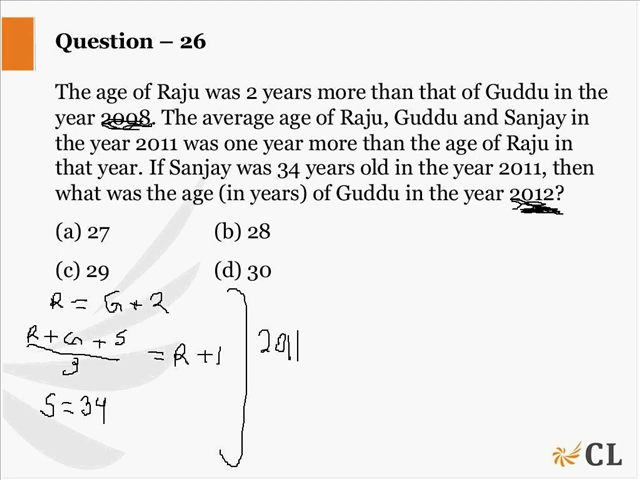 Question – 26
The age of Raju was 2 years more than that of Guddu in the
year 2008. The average age of Raju, Guddu and Sanjay in
the year 2011 was one year more than the age of Raju in
that year. If Sanjay was 34 years old in the year 2011, then
what was the age (in years) of Guddu in the year 2012?
(a) 27 (b) 28
(c) 29 (d) 30
R = G + 2
R + G + S
3
= R + 1
2011
S = 34
CL